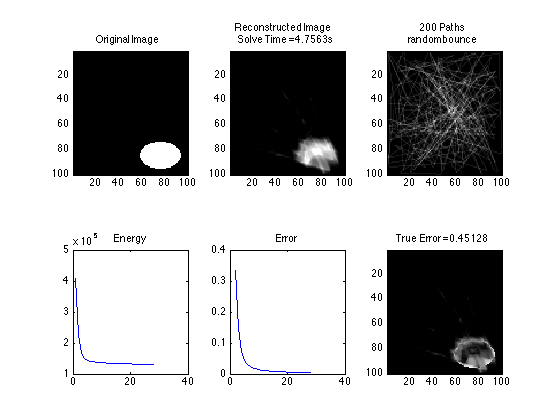 Original Image
Reconstructed Image
Solve Time =4.7563s
200 Paths
randombounce
20
40
60
80
100
20 40 60 80 100
20
40
60
80
100
20 40 60 80 100
20
40
60
80
100
20 40 60 80 100
Energy
x 10^5
5
4
3
2
1
0 20 40
Error
0.4
0.3
0.2
0.1
0
0 20 40
True Error=0.45128
20
40
60
80
100
20 40 60 80 100